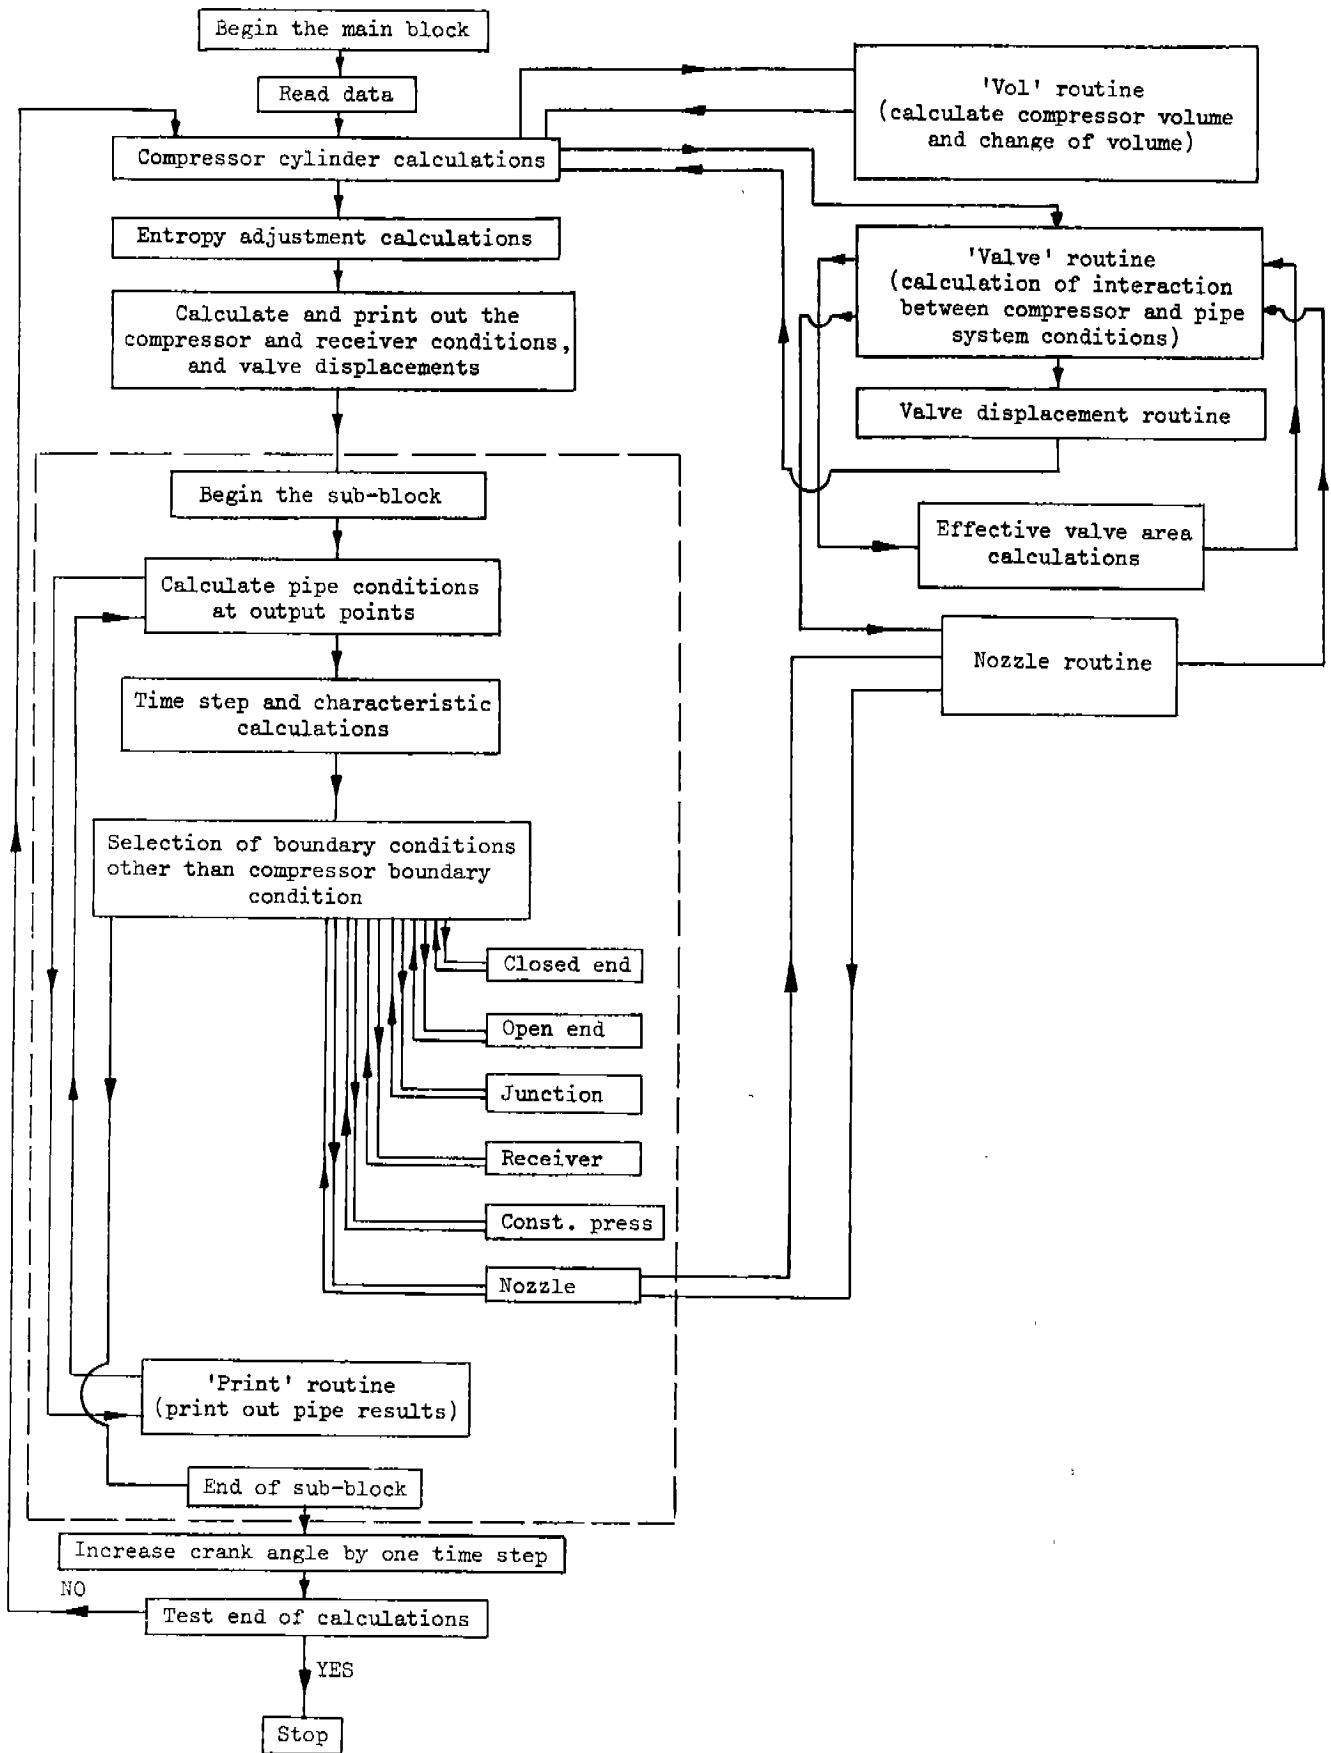 Begin the main block
Read data
Compressor cylinder calculations
Entropy adjustment calculations
Calculate and print out the
compressor and receiver conditions,
and valve displacements
'Vol' routine
(calculate compressor volume
and change of volume)
'Valve' routine
(calculation of interaction
between compressor and pipe
system conditions)
Valve displacement routine
Effective valve area
calculations
Nozzle routine
Begin the sub-block
Calculate pipe conditions
at output points
Time step and characteristic
calculations
Selection of boundary conditions
other than compressor boundary
condition
Closed end
Open end
Junction
Receiver
Const. press
Nozzle
'Print' routine
(print out pipe results)
End of sub-block
Increase crank angle by one time step
NO
Test end of calculations
YES
Stop